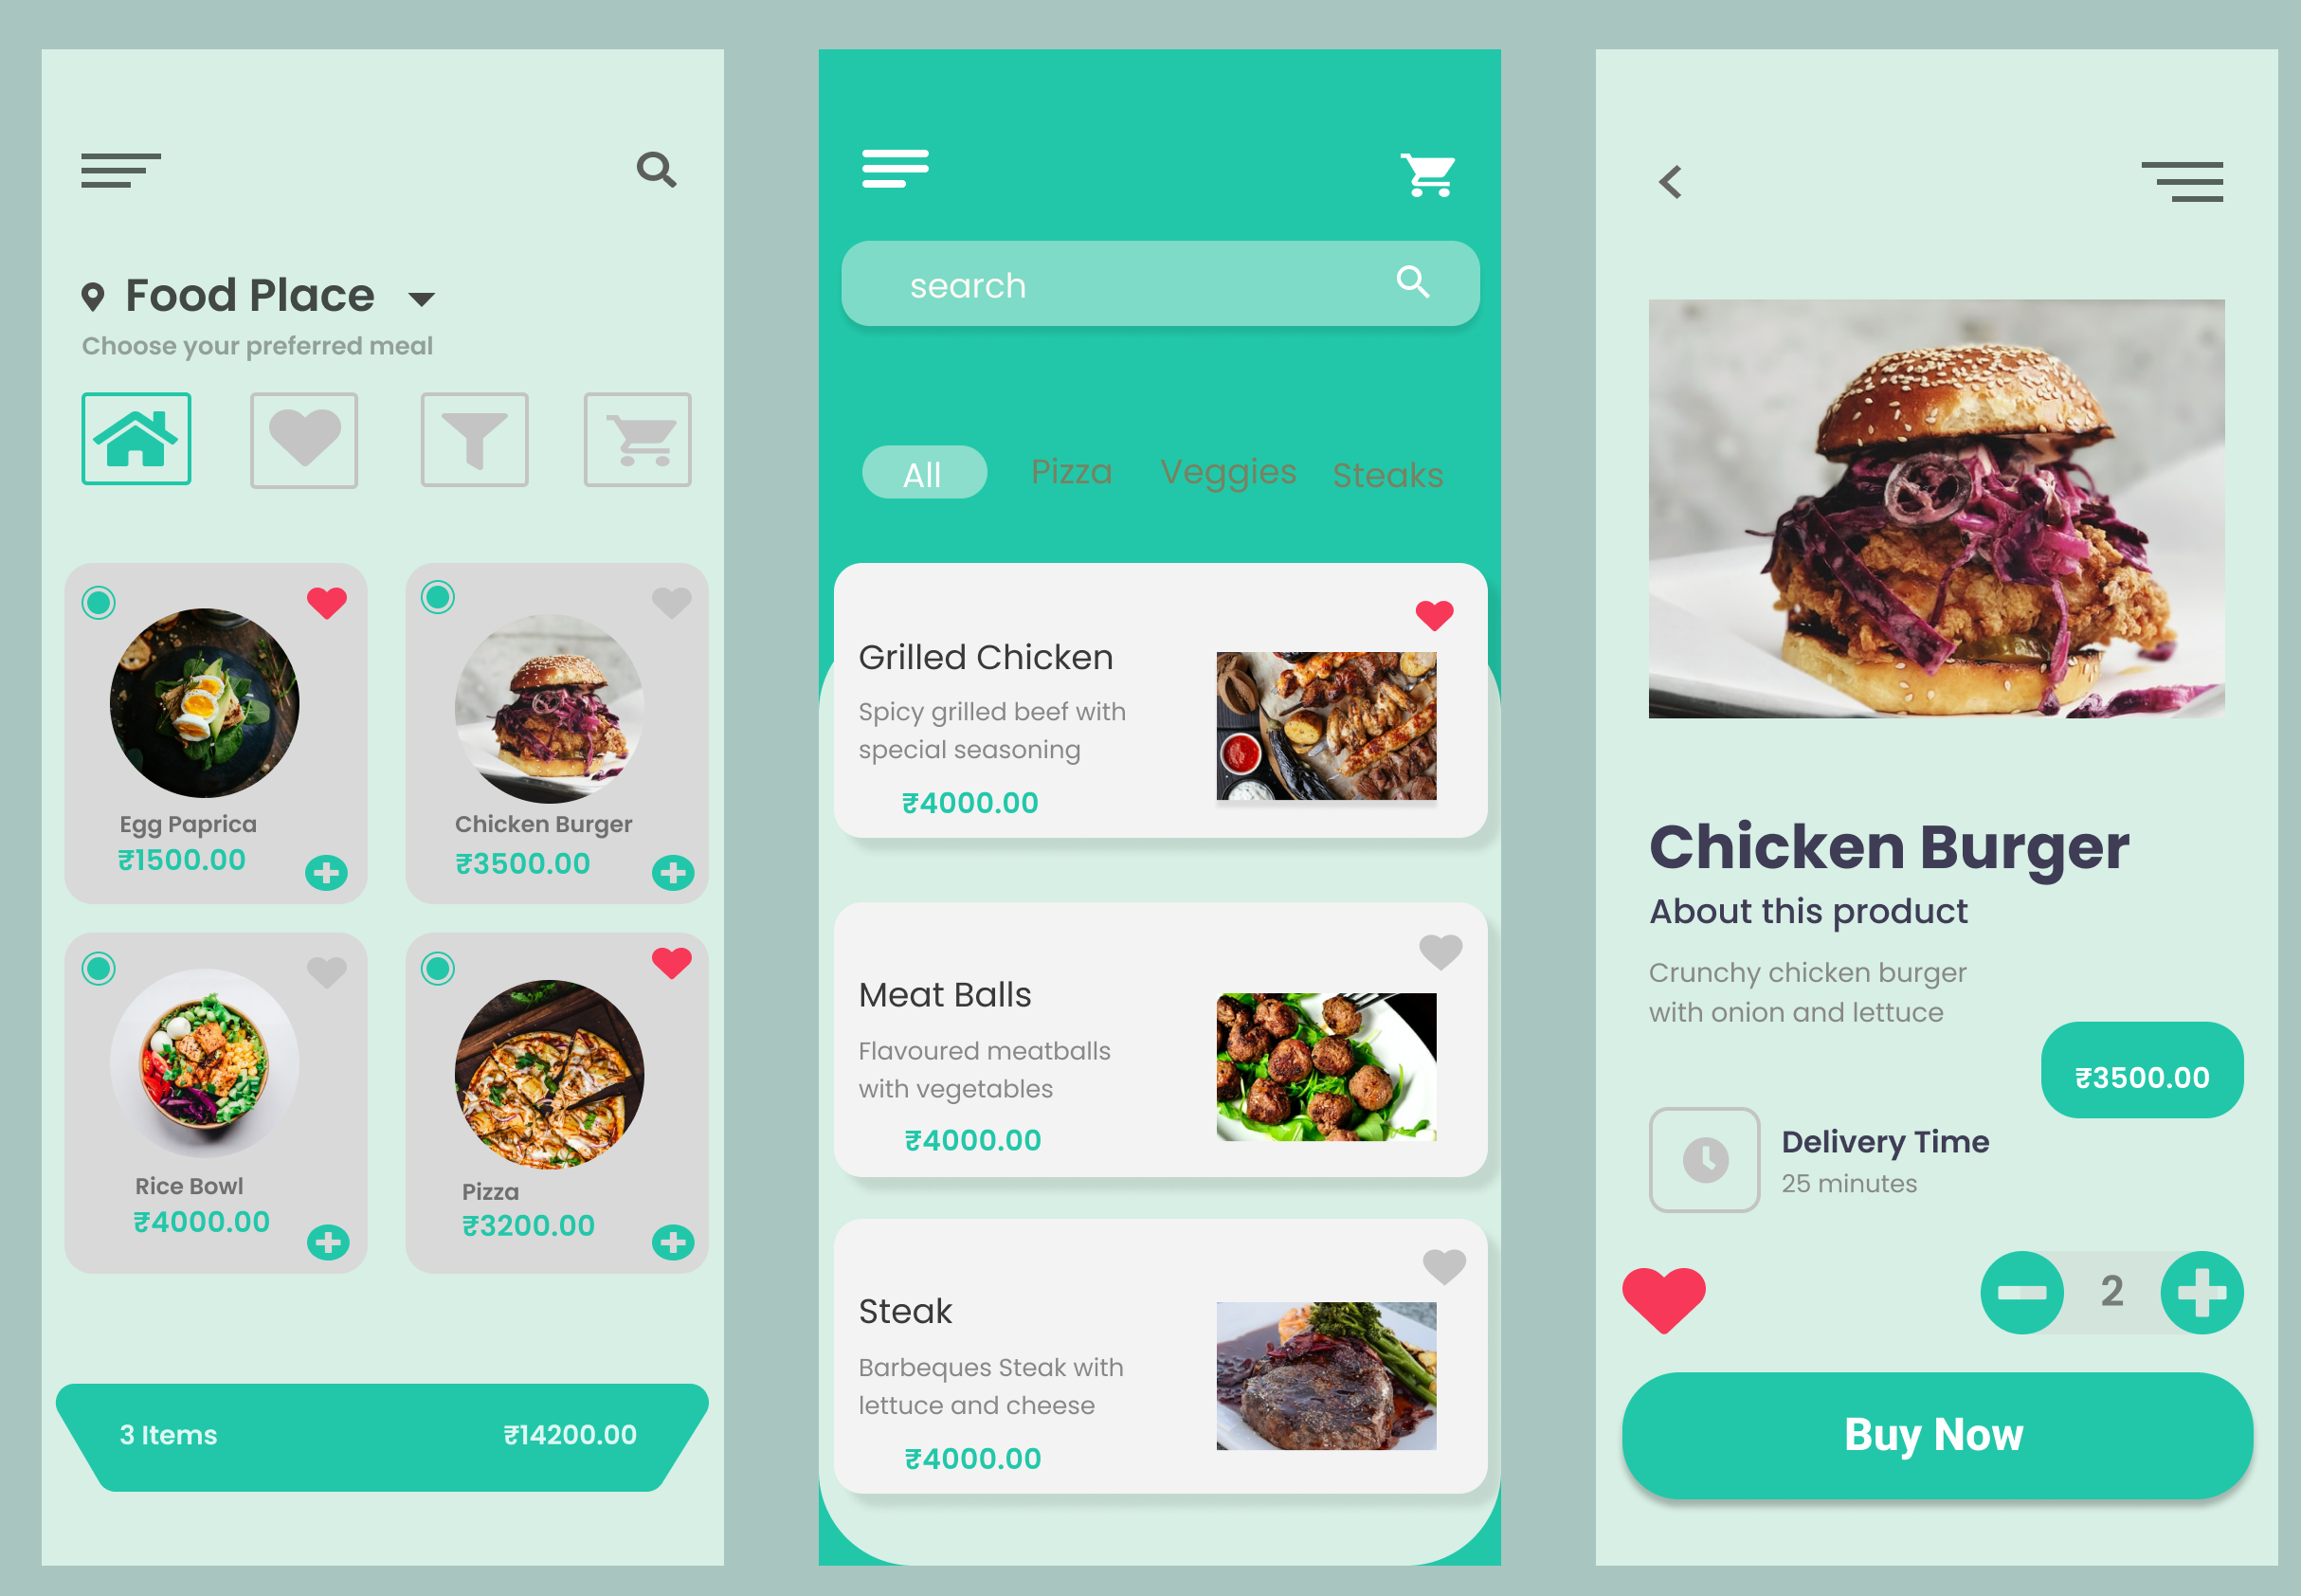 Food Place
Choose your preferred meal
Egg Paprica
₹1500.00
Chicken Burger
₹3500.00
Rice Bowl
₹4000.00
Pizza
₹3200.00
3 Items
₹14200.00
search
All
Pizza
Veggies
Steaks
Grilled Chicken
Spicy grilled beef with
special seasoning
₹4000.00
Meat Balls
Flavoured meatballs
with vegetables
₹4000.00
Steak
Barbeques Steak with
lettuce and cheese
₹4000.00
Chicken Burger
About this product
Crunchy chicken burger
with onion and lettuce
₹3500.00
Delivery Time
25 minutes
2
Buy Now